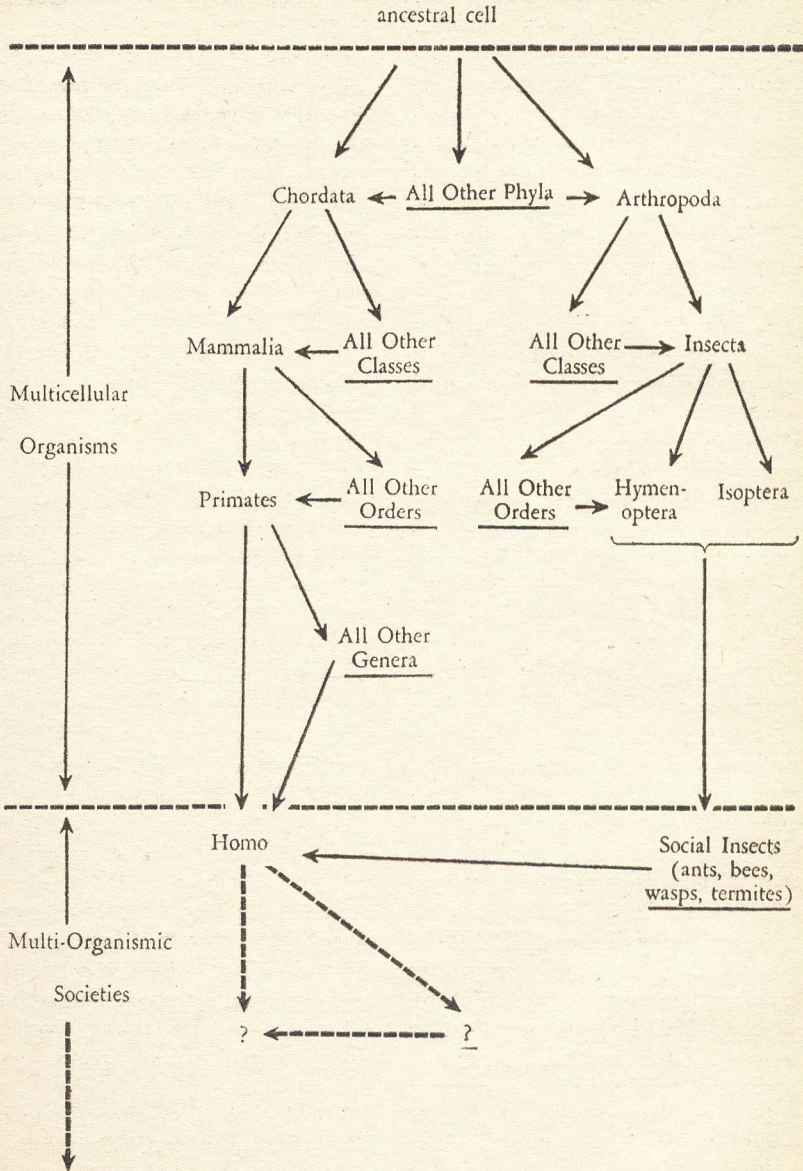 ancestral cell
Chordata
All Other Phyla
Arthropoda
Mammalia
All Other
Classes
All Other
Classes
Insecta
Multicellular
Organisms
Primates
All Other
Orders
All Other
Orders
Hymen-
optera
Isoptera
All Other
Genera
Homo
Social Insects
(ants, bees,
wasps, termites)
Multi-Organismic
Societies
?
?